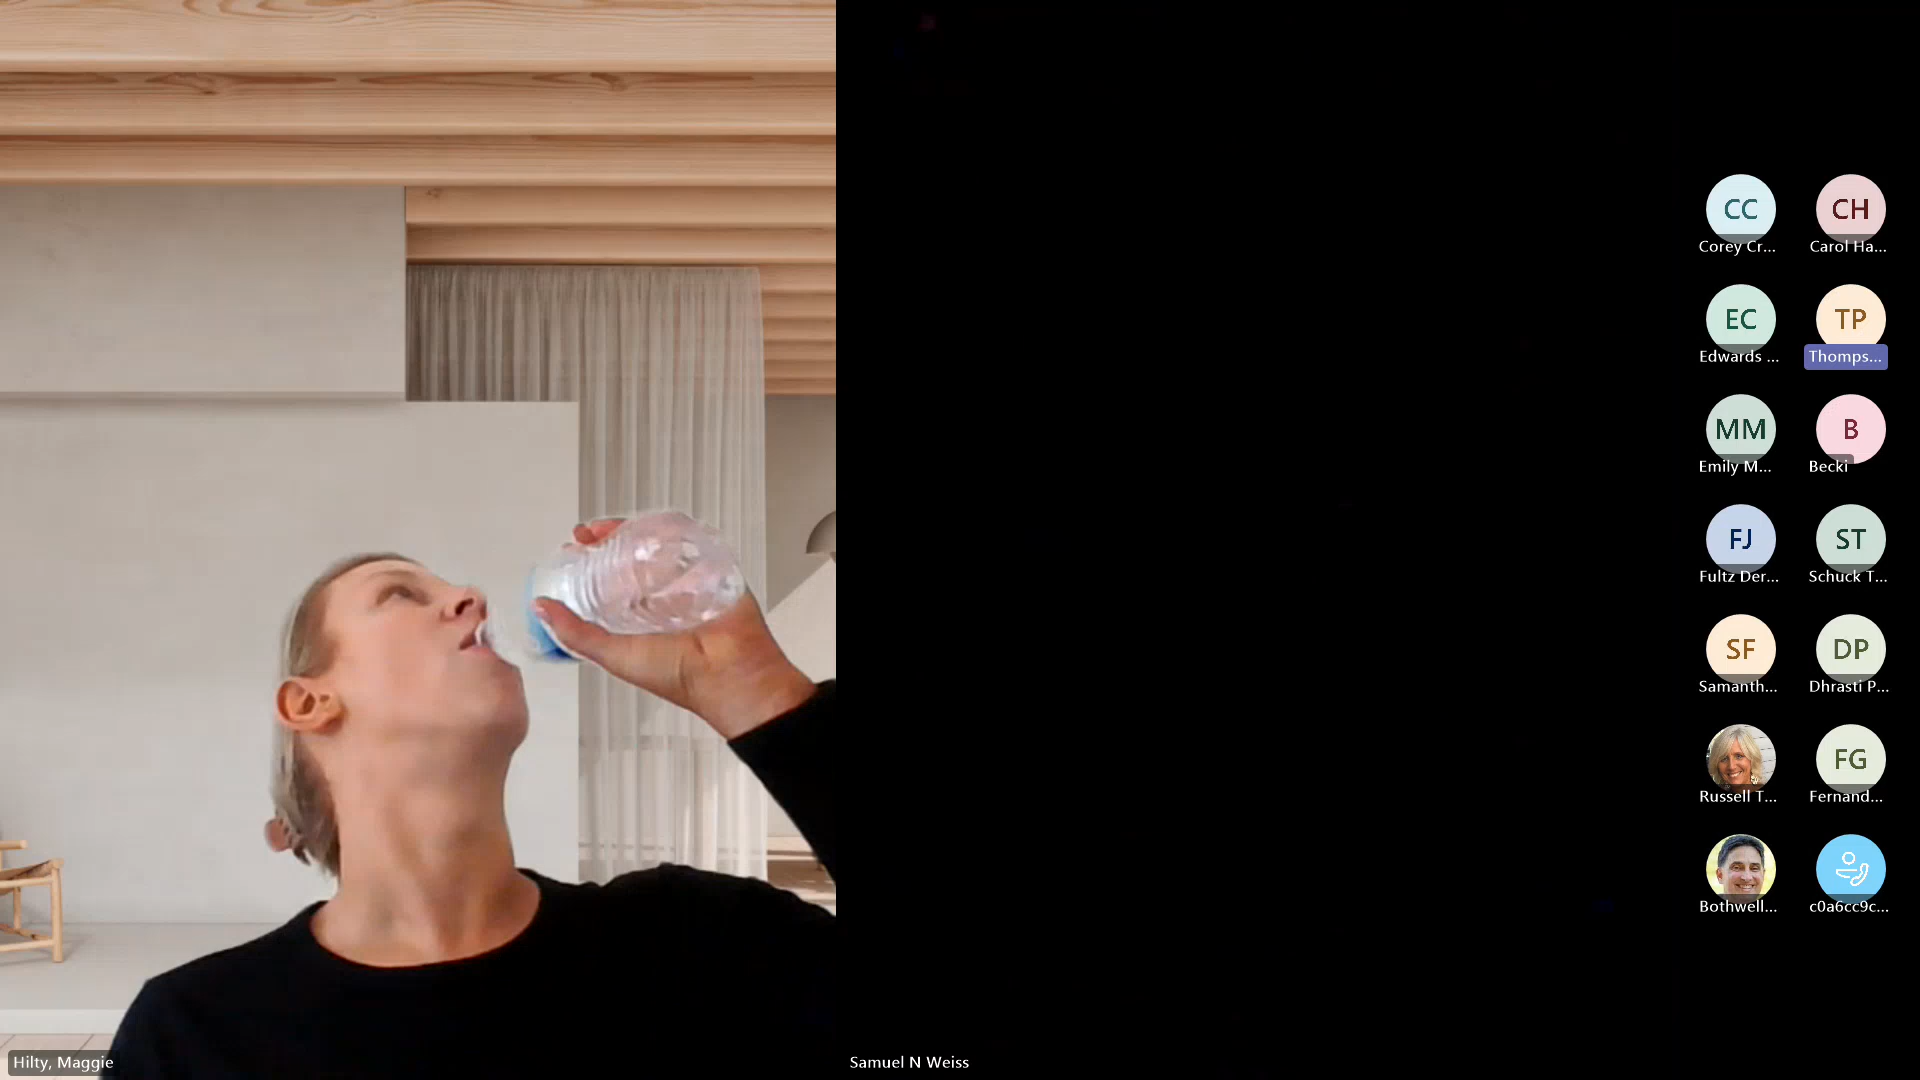 CC
Corey Cr...
CH
Carol Ha...
EC
Edwards ...
TP
Thomps...
MM
Emily M...
B
Becki
FJ
Fultz Der...
ST
Schuck T...
SF
Samanth...
DP
Dhrasti P...
Russell T...
FG
Fernand...
Bothwell...
c0a6cc9c...
Hilty, Maggie
Samuel N Weiss